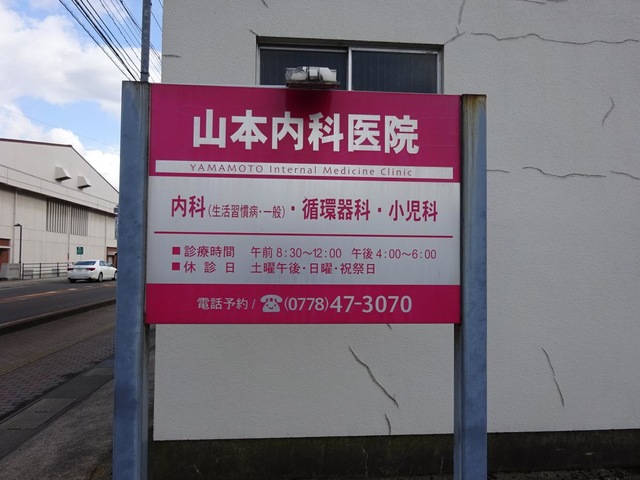 山本内科医院
YAMAMOTO Internal Medicine Clinic
内科(生活習慣病・一般)・循環器科・小児科
■診療時間 午前8:30～12:00 午後4:00～6:00
■休診日 土曜午後・日曜・祝祭日
電話予約/☎(0778)47-3070